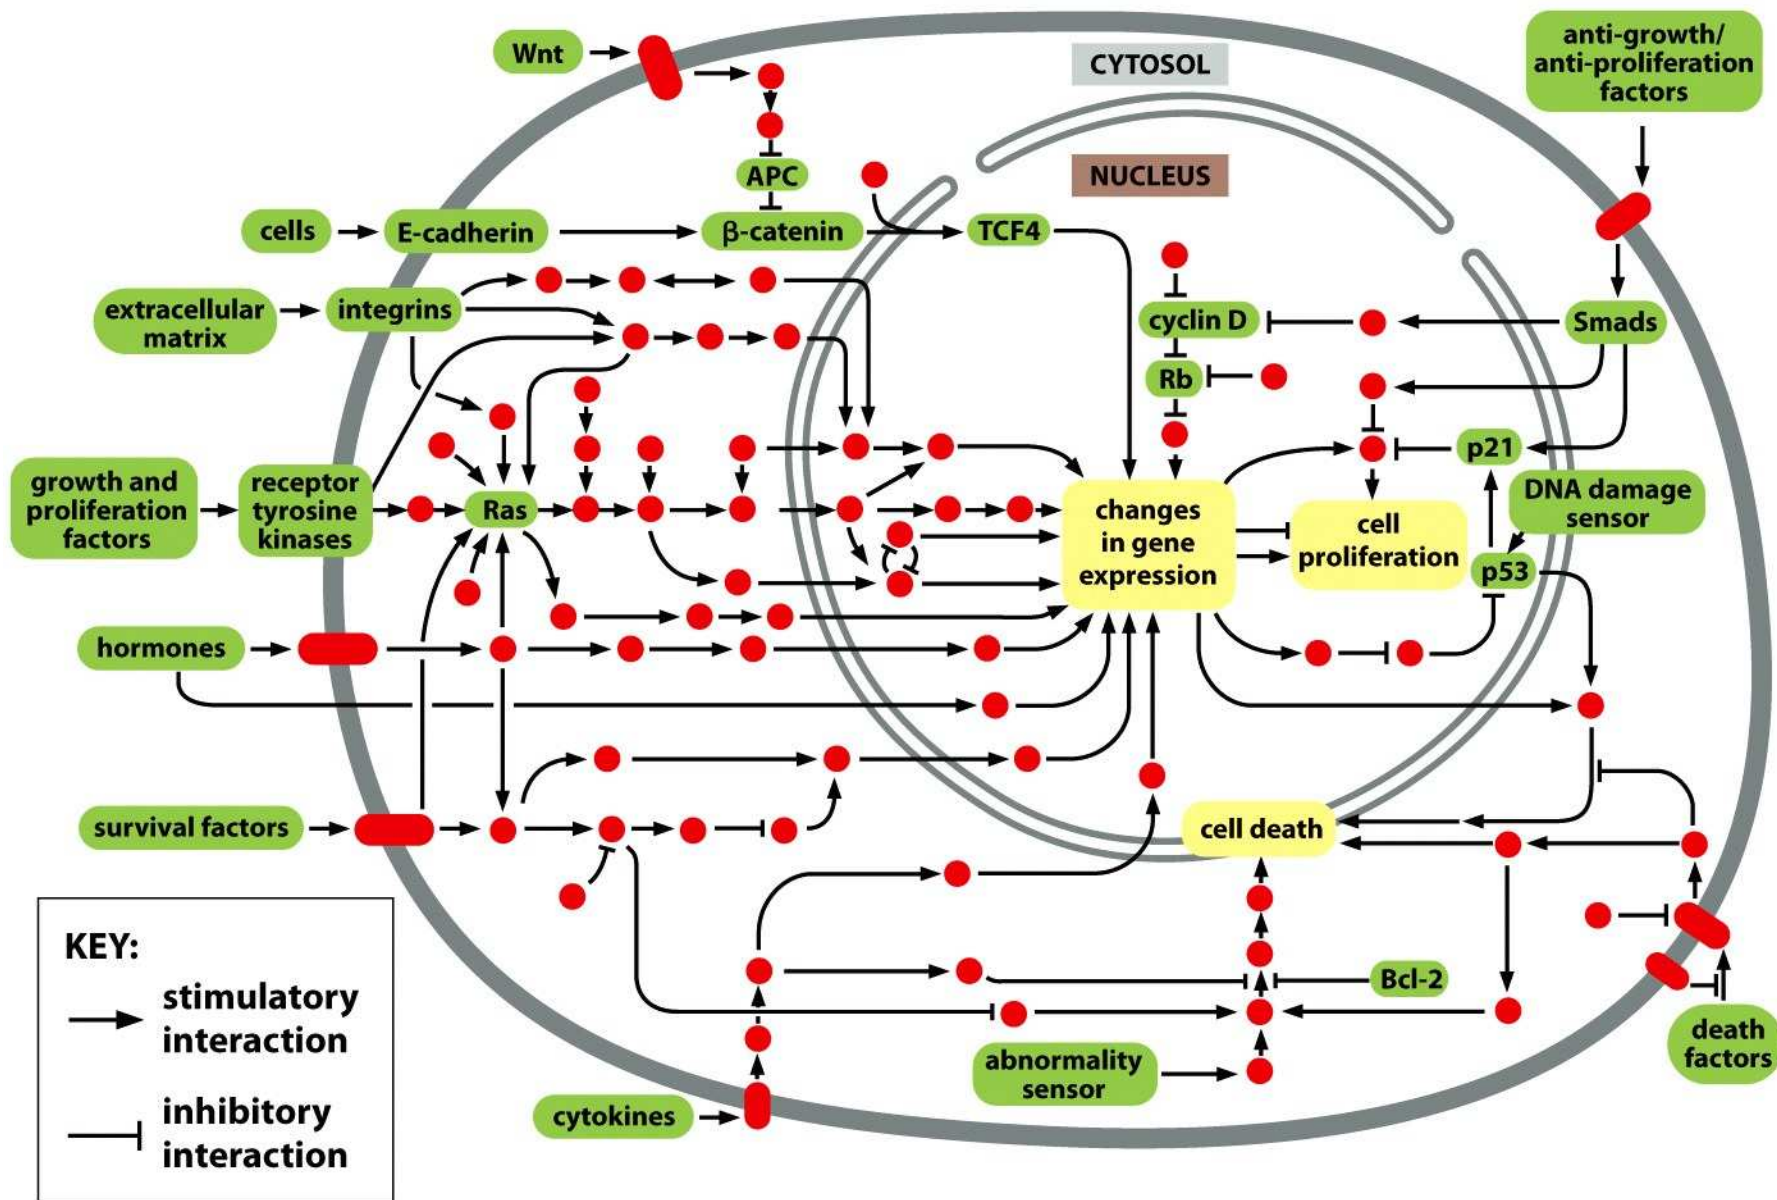 Wnt
CYTOSOL
anti-growth/
anti-proliferation
factors
APC
NUCLEUS
cells
E-cadherin
β-catenin
TCF4
extracellular
matrix
integrins
cyclin D
Smads
Rb
growth and
proliferation
factors
receptor
tyrosine
kinases
Ras
changes
in gene
expression
cell
proliferation
p21
DNA damage
sensor
p53
hormones
survival factors
cell death
Bcl-2
abnormality
sensor
death
factors
cytokines
KEY:
stimulatory
interaction
inhibitory
interaction